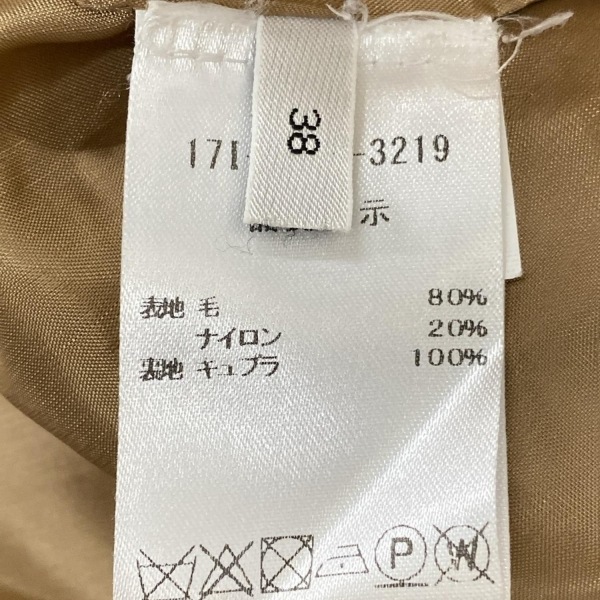 38
17I- -3219
示
表地 毛 80%
ナイロン 20%
裏地 キュプラ 100%
P
W